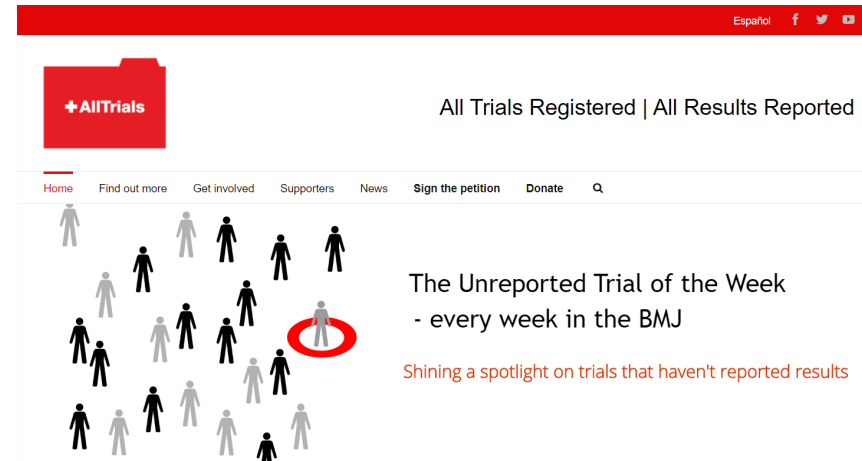 Español
+AllTrials
All Trials Registered | All Results Reported
Home Find out more Get involved Supporters News Sign the petition Donate
The Unreported Trial of the Week
- every week in the BMJ
Shining a spotlight on trials that haven't reported results